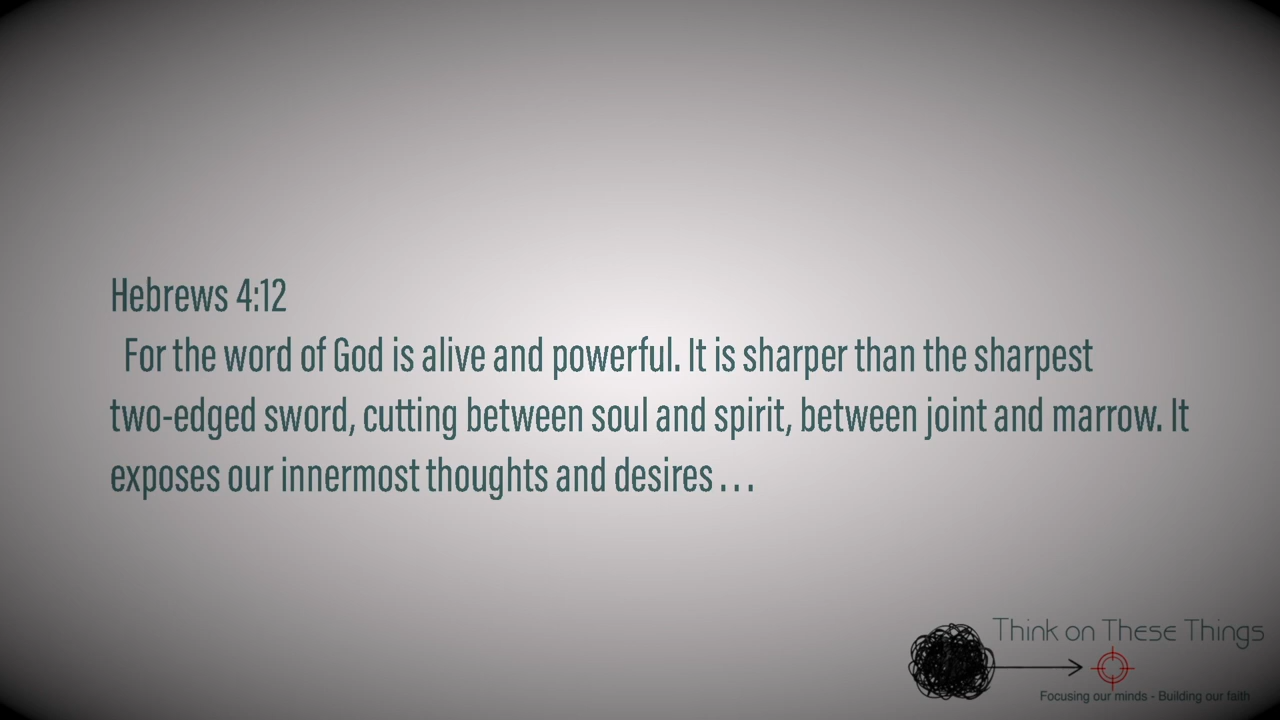 Hebrews 4:12
For the word of God is alive and powerful. It is sharper than the sharpest
two-edged sword, cutting between soul and spirit, between joint and marrow. It
exposes our innermost thoughts and desires . . .
Think on These Things
Focusing our minds - Building our faith